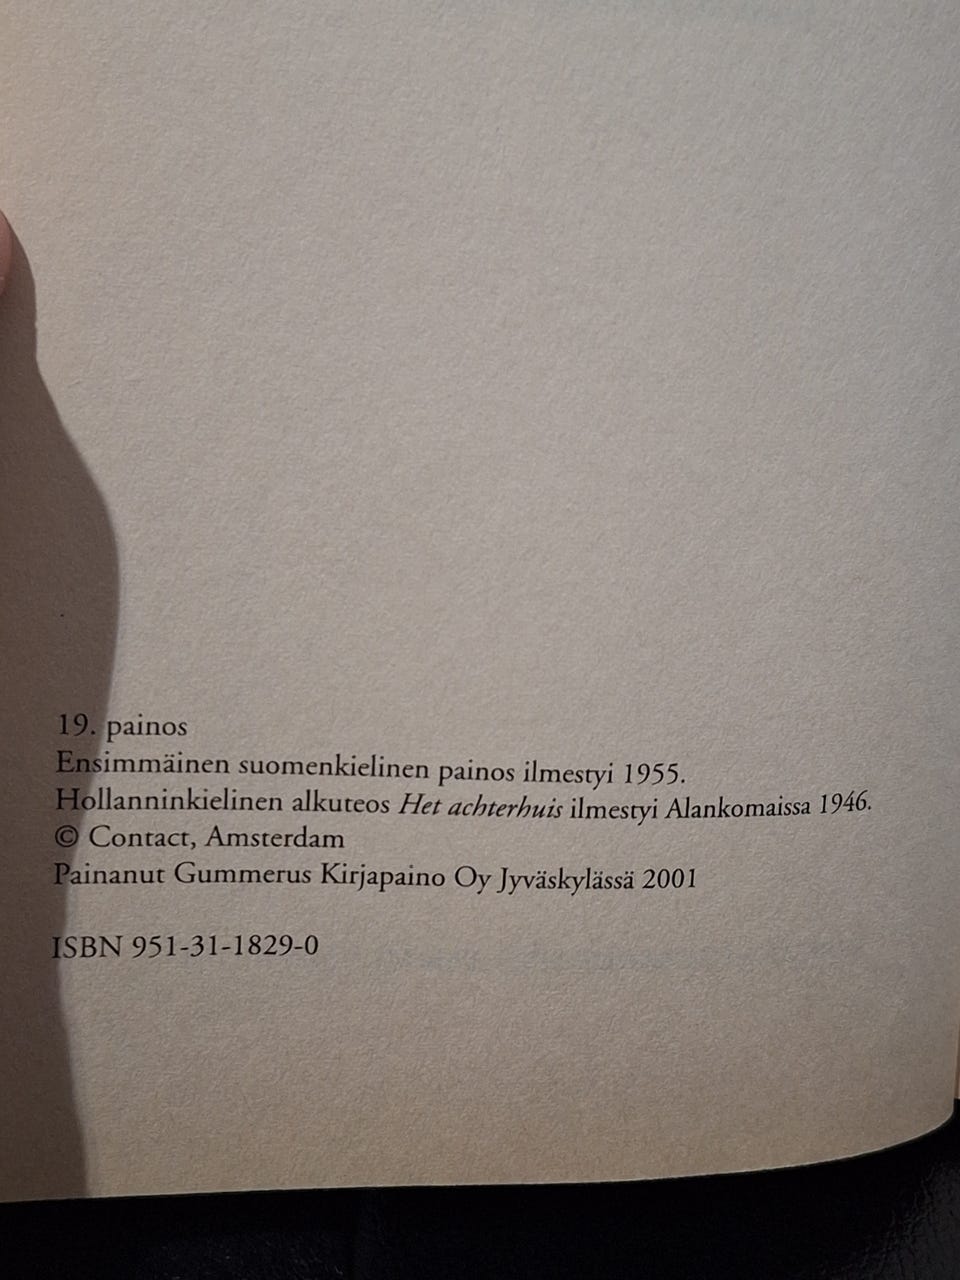 19. painos
Ensimmäinen suomenkielinen painos ilmestyi 1955.
Hollanninkielinen alkuteos Het achterhuis ilmestyi Alankomaissa 1946.
© Contact, Amsterdam
Painanut Gummerus Kirjapaino Oy Jyväskylässä 2001
ISBN 951-31-1829-0